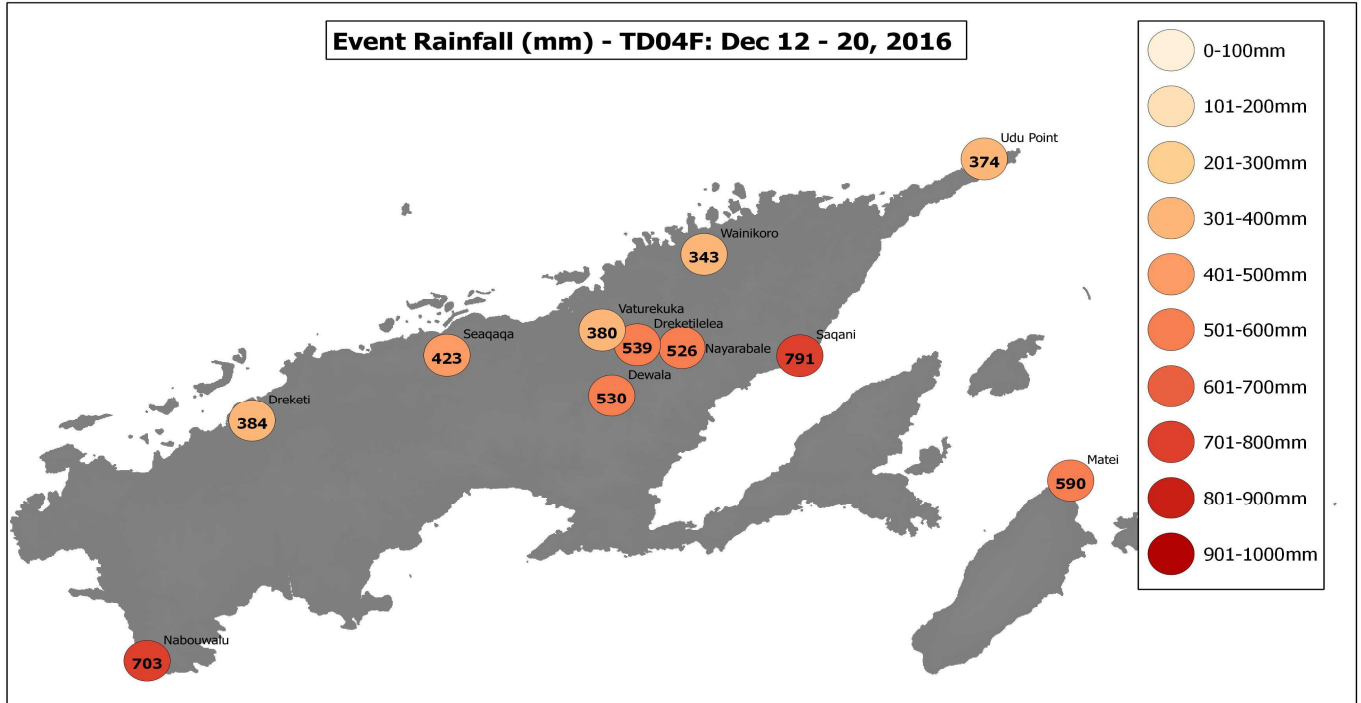 Event Rainfall (mm) - TD04F: Dec 12 - 20, 2016
0-100mm
101-200mm
201-300mm
301-400mm
401-500mm
501-600mm
601-700mm
701-800mm
801-900mm
901-1000mm
Udu Point
374
Wainikoro
343
Vaturekuka
380
Dreketilelea
539
526
Nayarabale
Saqani
791
Seaqaqa
423
Dewala
530
Dreketi
384
Matei
590
Nabouwalu
703